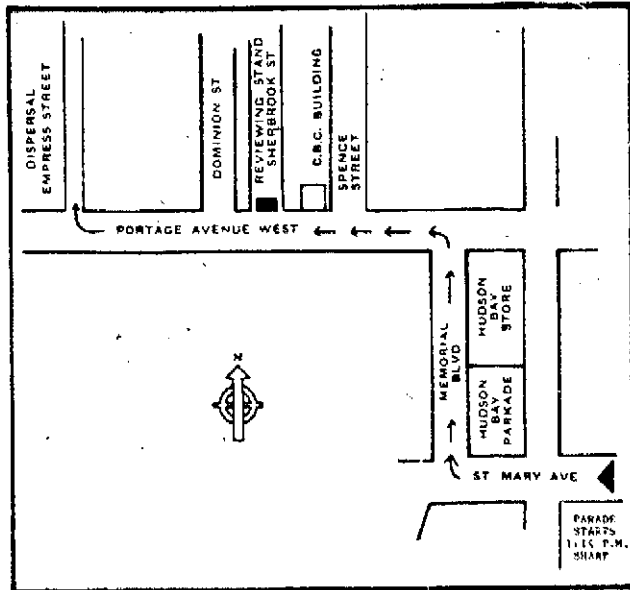 DISPERSAL
EMPRESS STREET
DOMINION ST
REVIEWING STAND
SHERBROOK ST
C.B.C. BUILDING
SPENCE
STREET
PORTAGE AVENUE WEST
MEMORIAL
BLVD
HUDSON
BAY
STORE
HUDSON
BAY
PARKADE
N
ST MARY AVE
PARADE
STARTS
P.M.
SHARP